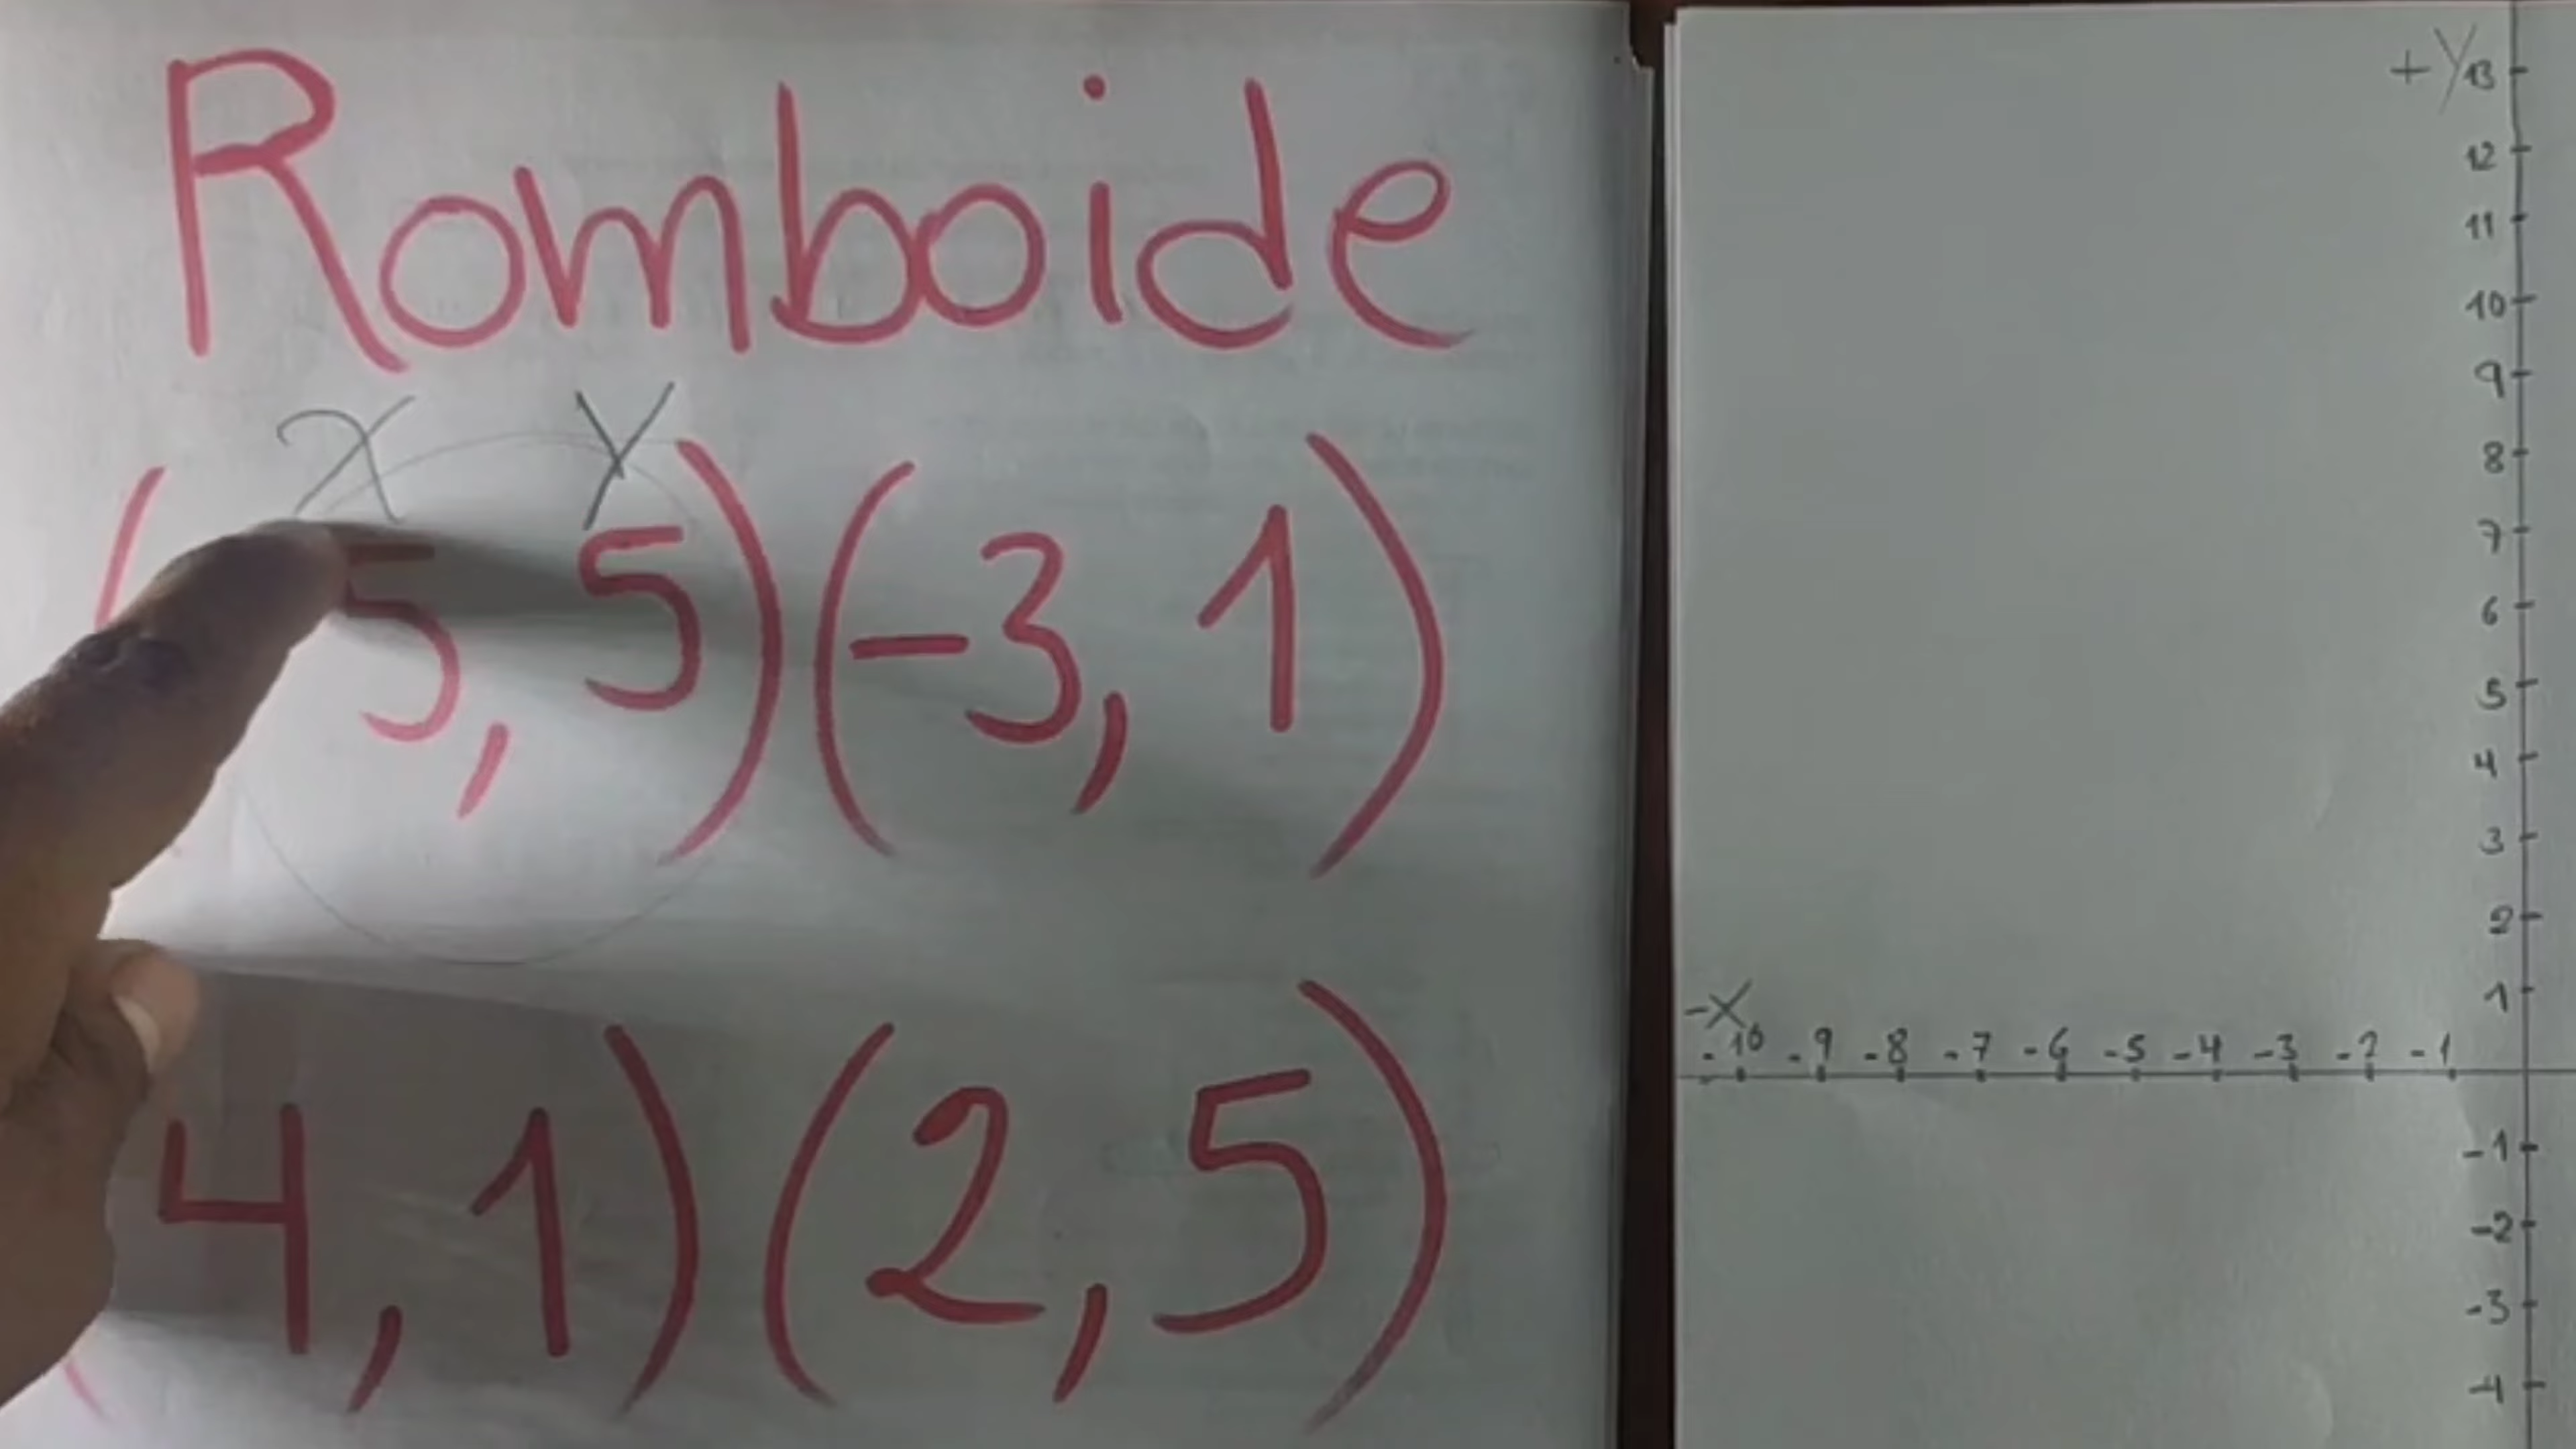 Romboide
X Y
(5, 5) (-3, 1)
(4, 1) (2, 5)
+Y
13
12
11
10
9
8
7
6
5
4
3
2
1
-X
-10 -9 -8 -7 -6 -5 -4 -3 -2 -1
-1
-2
-3
-4